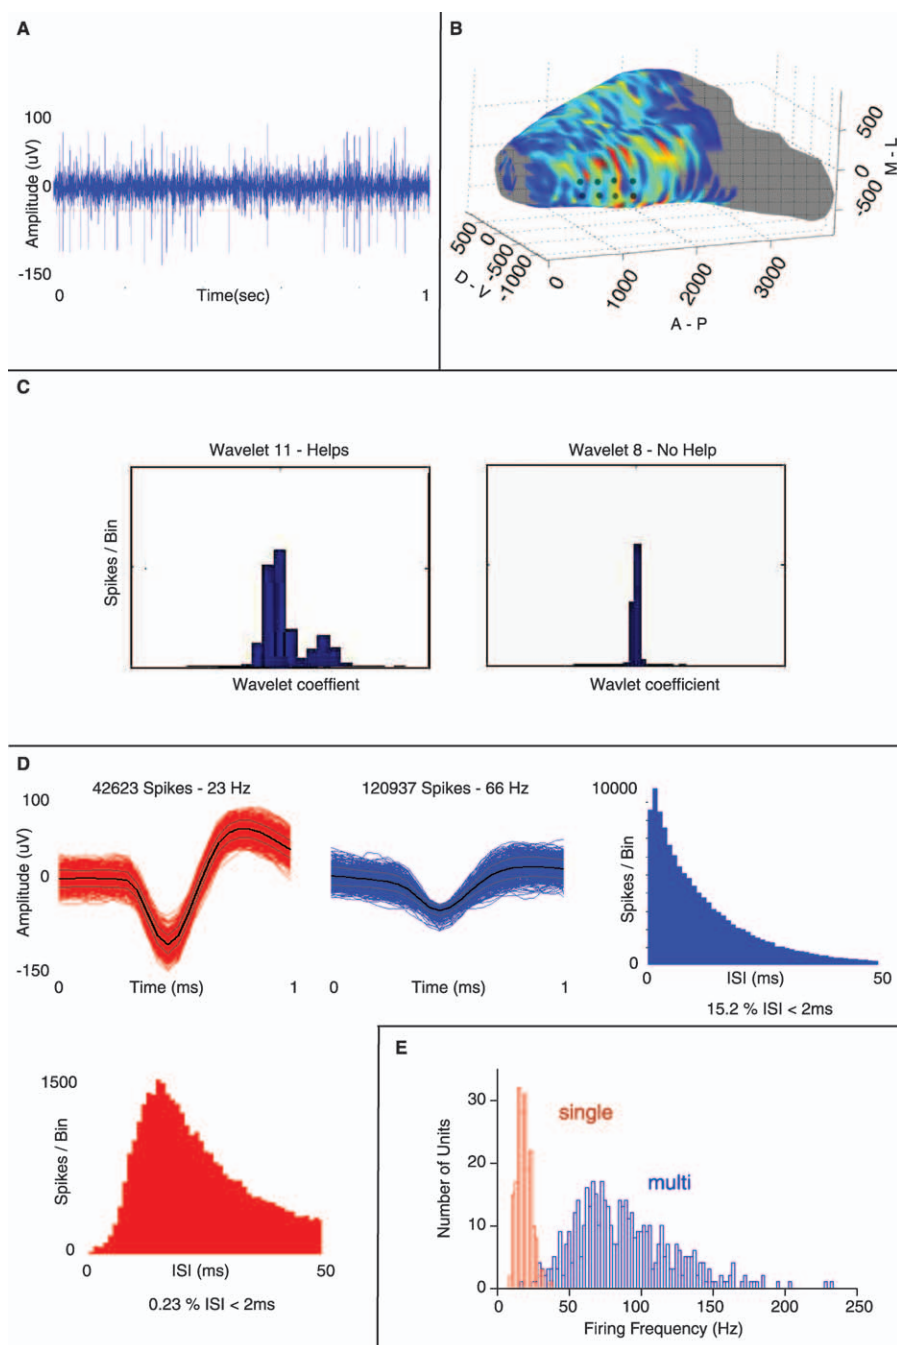 A
100
0
-150
Amplitude (uV)
0
Time(sec)
1
B
500
0
-500
M - L
500
0
-500
-1000
D - V
0
1000
2000
3000
A - P
C
Wavelet 11 - Helps
Wavelet 8 - No Help
Spikes / Bin
Wavelet coeffient
Wavlet coefficient
D
42623 Spikes - 23 Hz
120937 Spikes - 66 Hz
100
0
-150
Amplitude (uV)
0
Time (ms)
1
0
Time (ms)
1
10000
0
Spikes / Bin
0
ISI (ms)
50
15.2 % ISI < 2ms
1500
0
Spikes / Bin
0
ISI (ms)
50
0.23 % ISI < 2ms
E
30
20
10
0
Number of Units
single
multi
0
50
100
150
200
250
Firing Frequency (Hz)